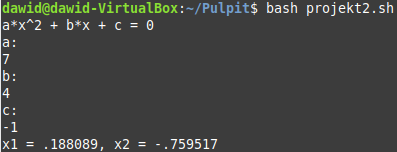 dawid@dawid-VirtualBox:~/Pulpit$ bash projekt2.sh
a*x^2 + b*x + c = 0
a:
7
b:
4
c:
-1
x1 = .188089, x2 = -.759517